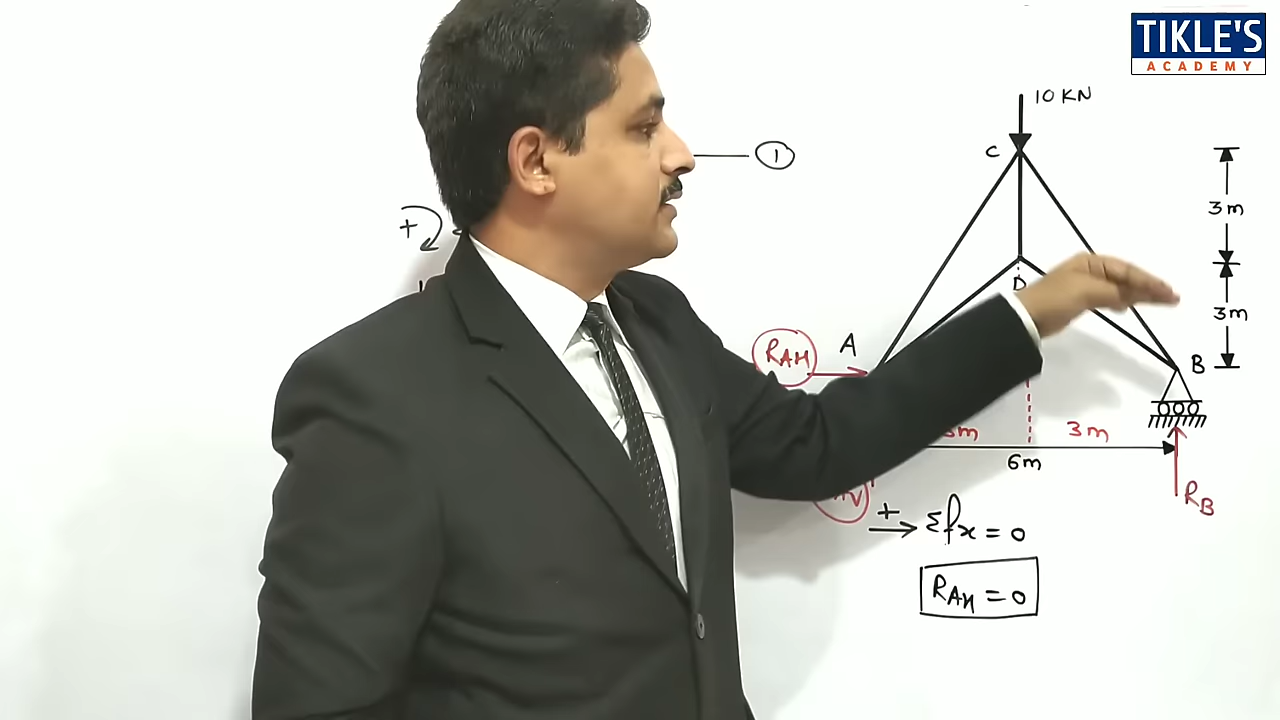 TIKLE'S
ACADEMY
10 KN
C
1
3m
+
D
3m
RAH
A
B
3m
6m
RB
+
Σfx = 0
RAH = 0